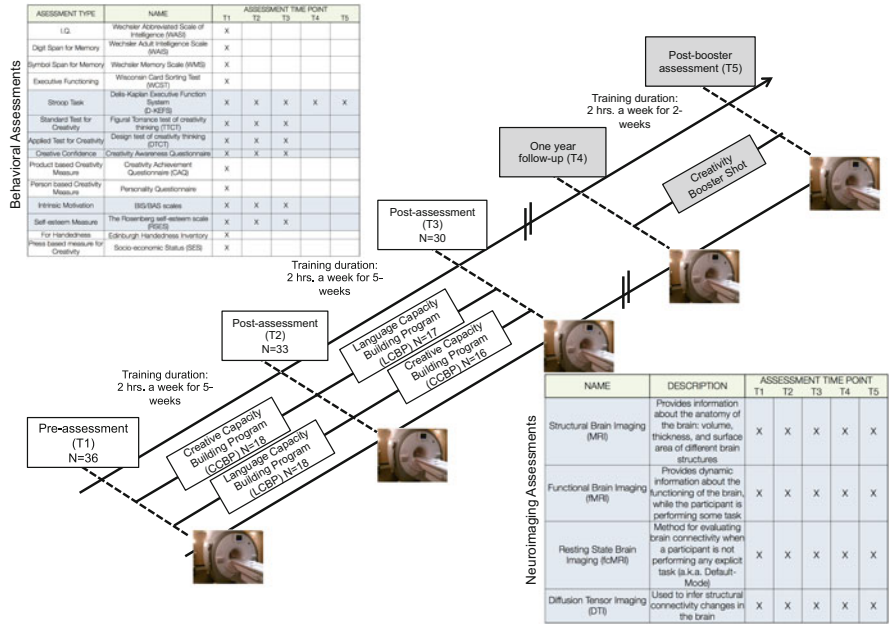 Behavioral Assessments
ASESSMENT TYPE NAME ASSESSMENT TIME POINT
T1 T2 T3 T4 T5
I.Q. Wechsler Abbreviated Scale of Intelligence (WASI) X
Digit Span for Memory Wechsler Adult Intelligence Scale (WAIS) X
Symbol Span for Memory Wechsler Memory Scale (WMS) X
Executive Functioning Wisconsin Card Sorting Test (WCST) X
Stroop Task Delis-Kaplan Executive Function System (D-KEFS) X X X X X
Standard Test for Creativity Figural Torrance test of creativity thinking (TTCT) X X X
Applied Test for Creativity Design test of creativity thinking (DTCT) X X X
Creative Confidence Creativity Awareness Questionnaire X X X
Product based Creativity Measure Creativity Achievement Questionnaire (CAQ) X
Person based Creativity Measure Personality Questionnaire X
Intrinsic Motivation BIS/BAS scales X X X
Self-esteem Measure The Rosenberg self-esteem scale (RSES) X X X
For Handedness Edinburgh Handedness Inventory X
Press based measure for Creativity Socio-economic Status (SES) X
Post-booster
assessment (T5)
Training duration:
2 hrs. a week for 2-
weeks
One year
follow-up (T4)
Creativity
Booster Shot
Post-assessment
(T3)
N=30
Training duration:
2 hrs. a week for 5-
weeks
Post-assessment
(T2)
N=33
Language Capacity
Building Program
(LCBP) N=17
Creative Capacity
Building Program
(CCBP) N=16
Training duration:
2 hrs. a week for 5-
weeks
Pre-assessment
(T1)
N=36
Creative Capacity
Building Program
(CCBP) N=18
Language Capacity
Building Program
(LCBP) N=18
Neuroimaging Assessments
NAME DESCRIPTION ASSESSMENT TIME POINT
T1 T2 T3 T4 T5
Structural Brain Imaging (MRI) Provides information about the anatomy of the brain: volume, thickness, and surface area of different brain structures X X X X X
Functional Brain Imaging (fMRI) Provides dynamic information about the functioning of the brain, while the participant is performing some task X X X X X
Resting State Brain Imaging (fcMRI) Method for evaluating brain connectivity when a participant is not performing any explicit task (a.k.a. Default-Mode) X X X X X
Diffusion Tensor Imaging (DTI) Used to infer structural connectivity changes in the brain X X X X X